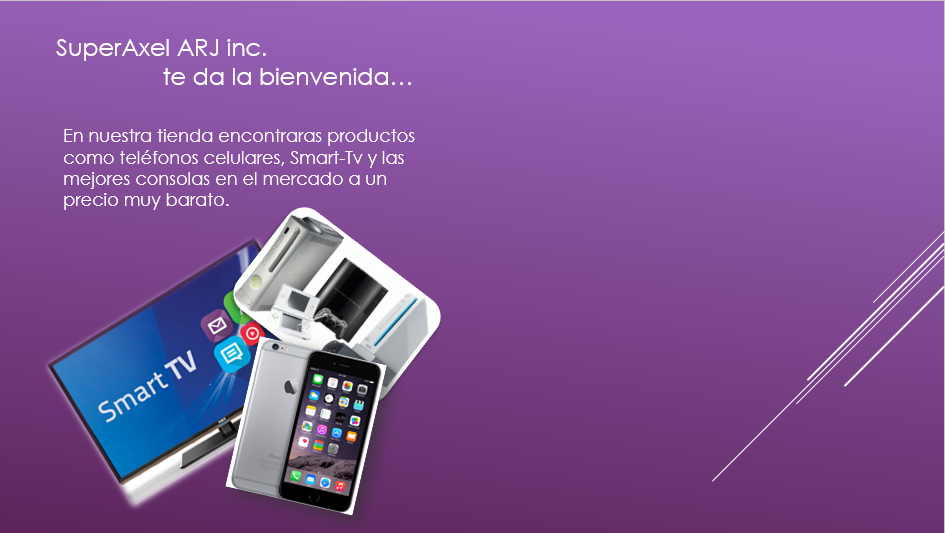 SuperAxel ARJ inc.
te da la bienvenida…
En nuestra tienda encontraras productos
como teléfonos celulares, Smart-Tv y las
mejores consolas en el mercado a un
precio muy barato.
Smart TV